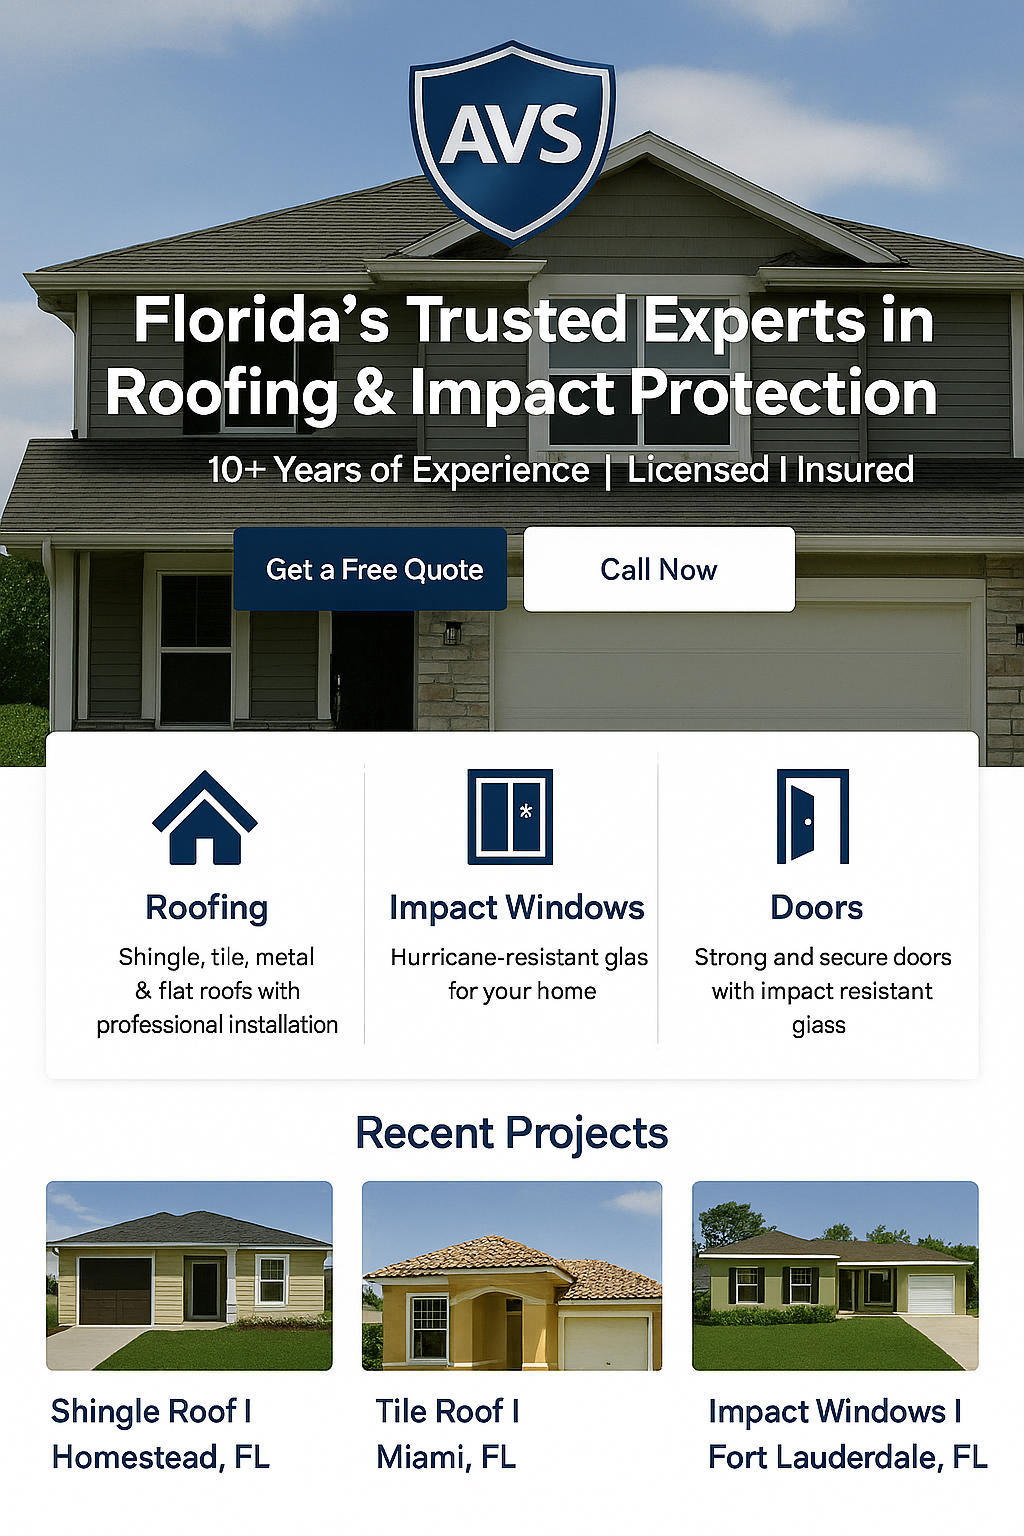 AVS
Florida's Trusted Experts in
Roofing & Impact Protection
10+ Years of Experience | Licensed I Insured
Get a Free Quote
Call Now
Roofing
Shingle, tile, metal
& flat roofs with
professional installation
Impact Windows
Hurricane-resistant glas
for your home
Doors
Strong and secure doors
with impact resistant
giass
Recent Projects
Shingle Roof I
Homestead, FL
Tile Roof I
Miami, FL
Impact Windows I
Fort Lauderdale, FL